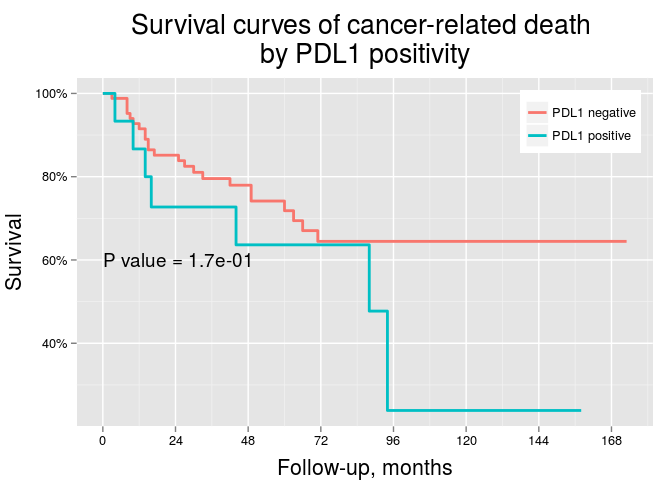 Survival curves of cancer-related death
by PDL1 positivity
100%
80%
60%
40%
Survival
PDL1 negative
PDL1 positive
P value = 1.7e-01
0 24 48 72 96 120 144 168
Follow-up, months